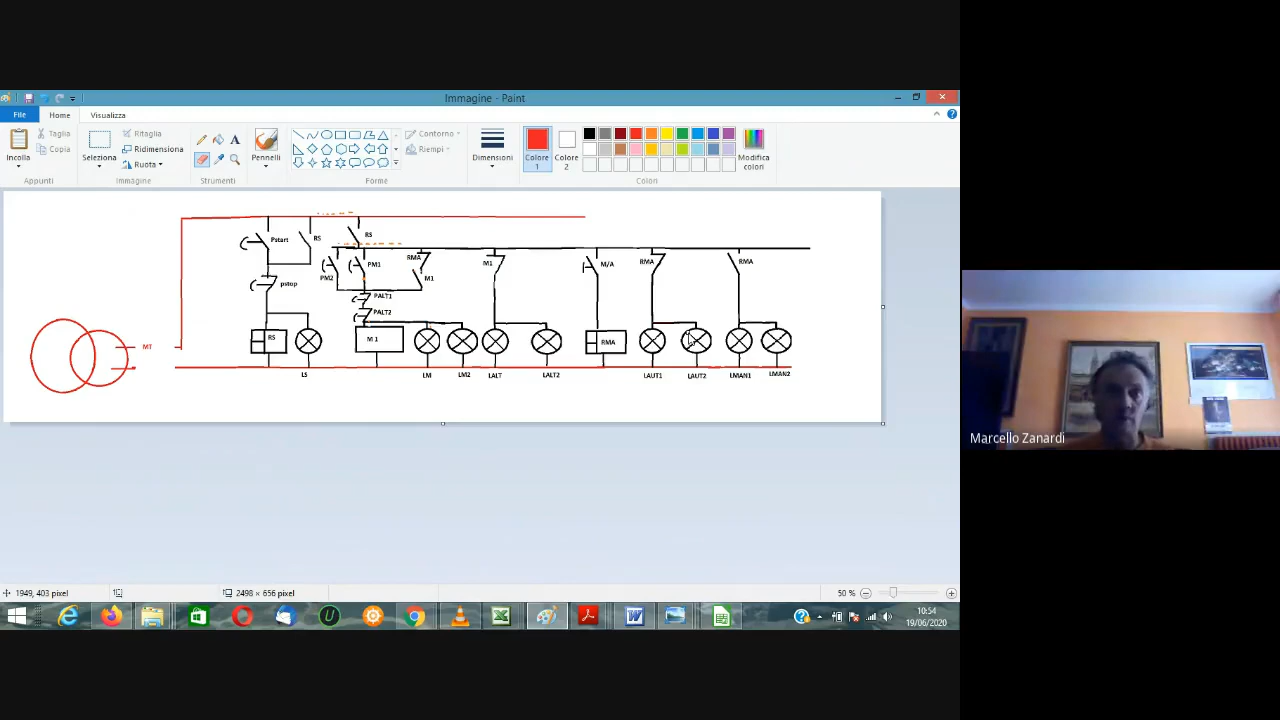 Immagine - Paint
File
Home
Visualizza
Incolla
Taglia
Copia
Appunti
Seleziona
Ritaglia
Ridimensiona
Ruota
Immagine
Strumenti
Pennelli
Contorno
Riempi
Forme
Dimensioni
Colore 1
Colore 2
Modifica colori
Colori
Pstart
RS
RS
pstop
PM2
PM1
RMA
M1
PALT1
PALT2
M1
M/A
RMA
RMA
MT
RS
M 1
RMA
LS
LM
LM2
LALT
LALT2
LAUT1
LAUT2
LMAN1
LMAN2
Marcello Zanardi
1949, 403 pixel
2498 × 656 pixel
50 %
10:54
19/06/2020